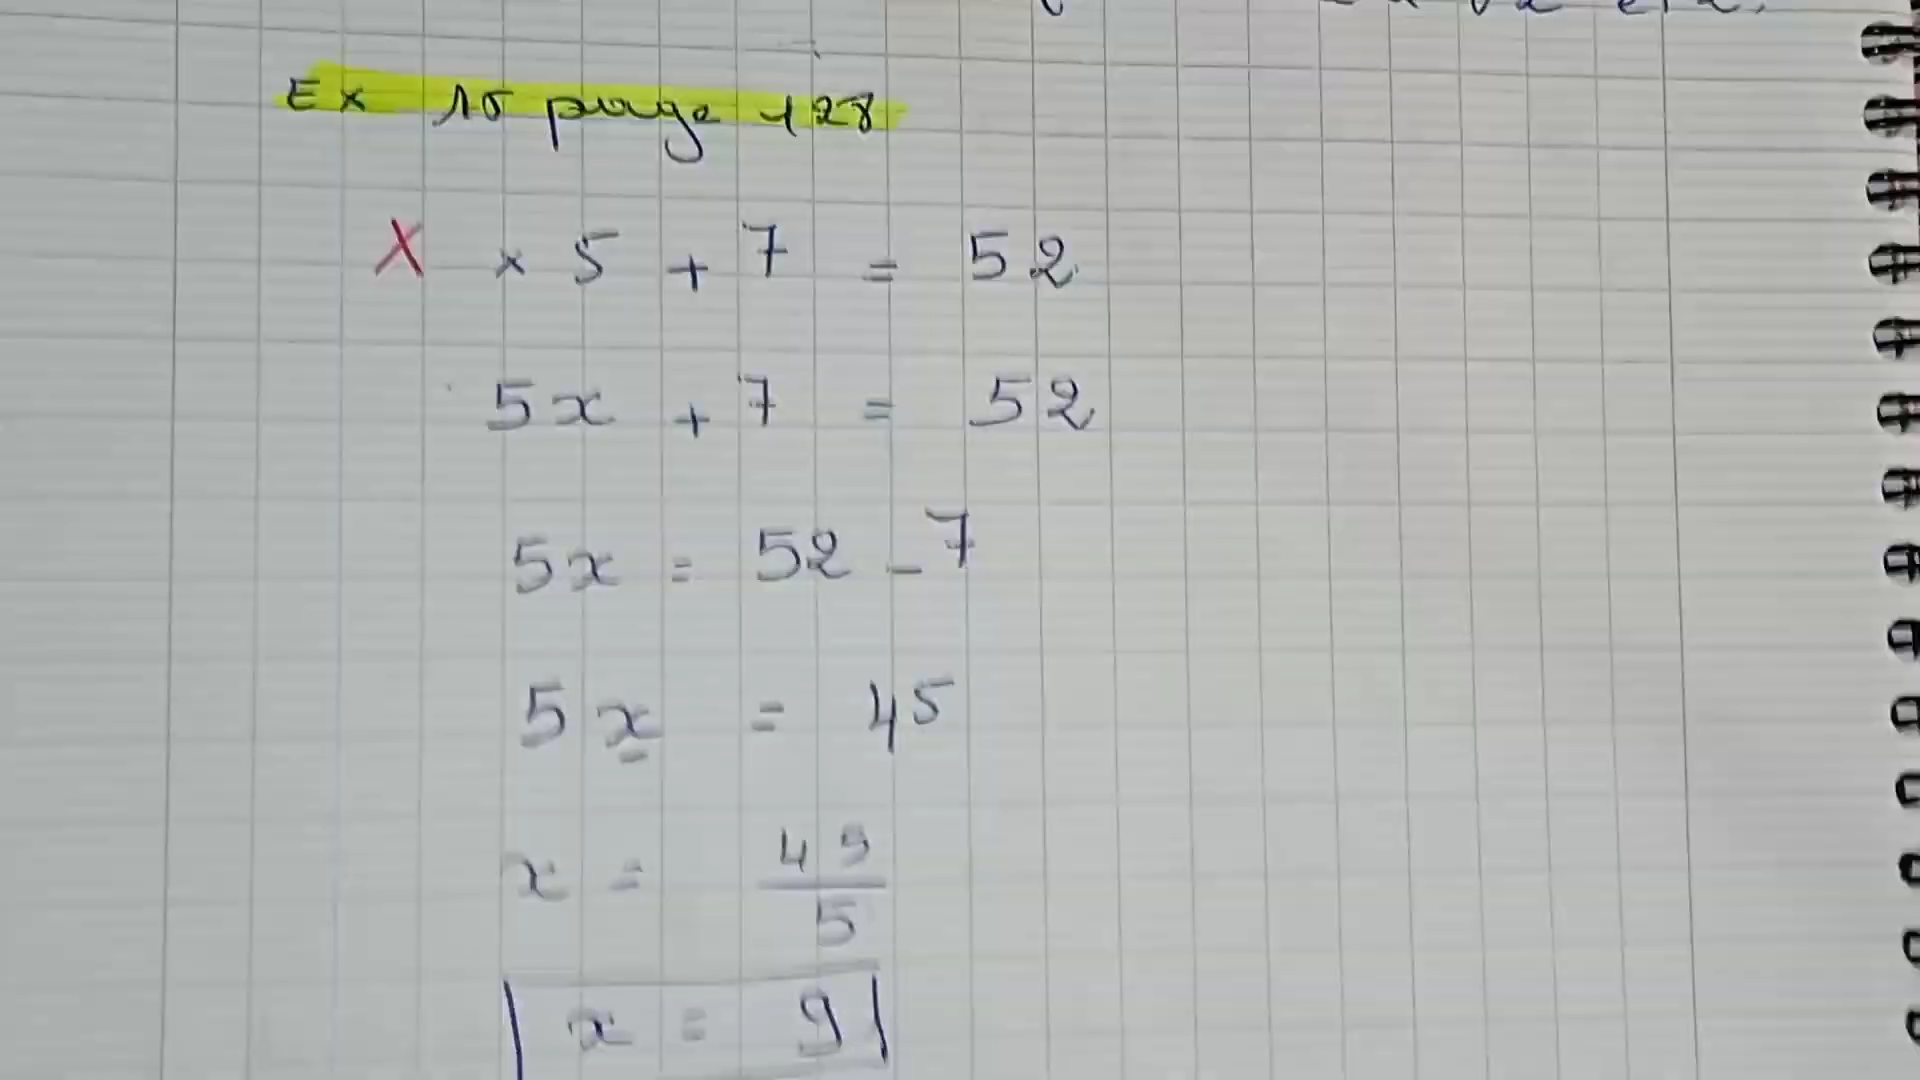 Ex 15 page 128
X × 5 + 7 = 52
5x + 7 = 52
5x = 52 - 7
5x = 45
x = 45/5
x = 9